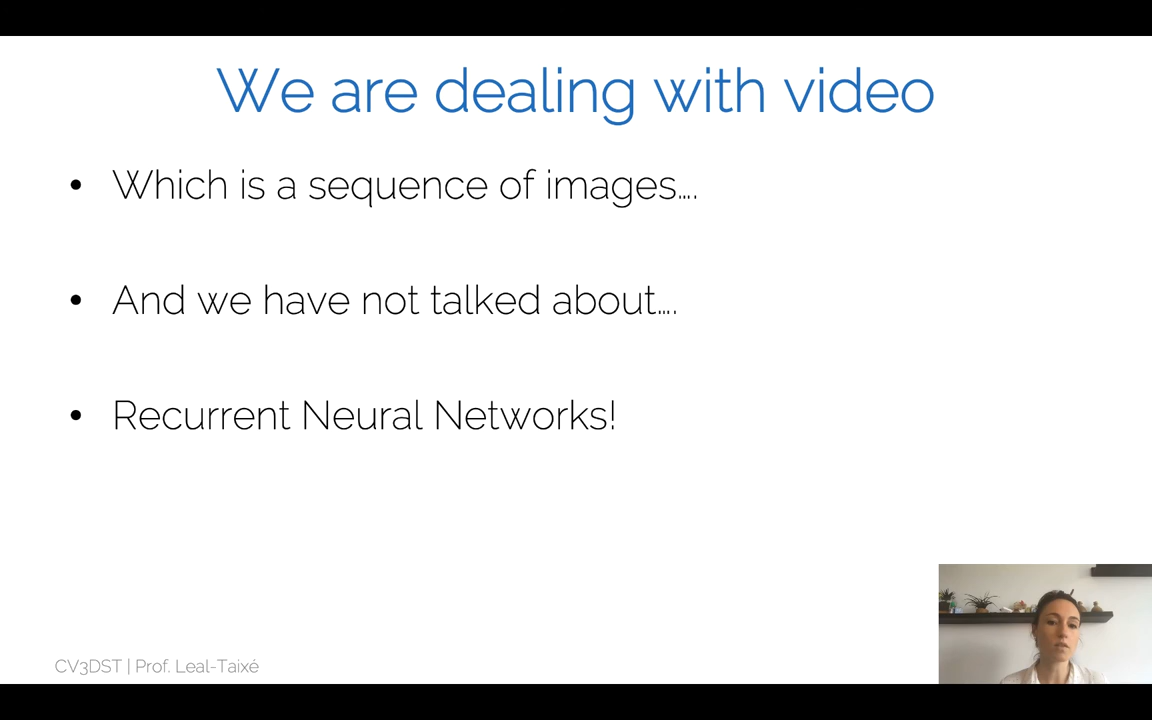 We are dealing with video
• Which is a sequence of images….
• And we have not talked about….
• Recurrent Neural Networks!
CV3DST | Prof. Leal-Taixé